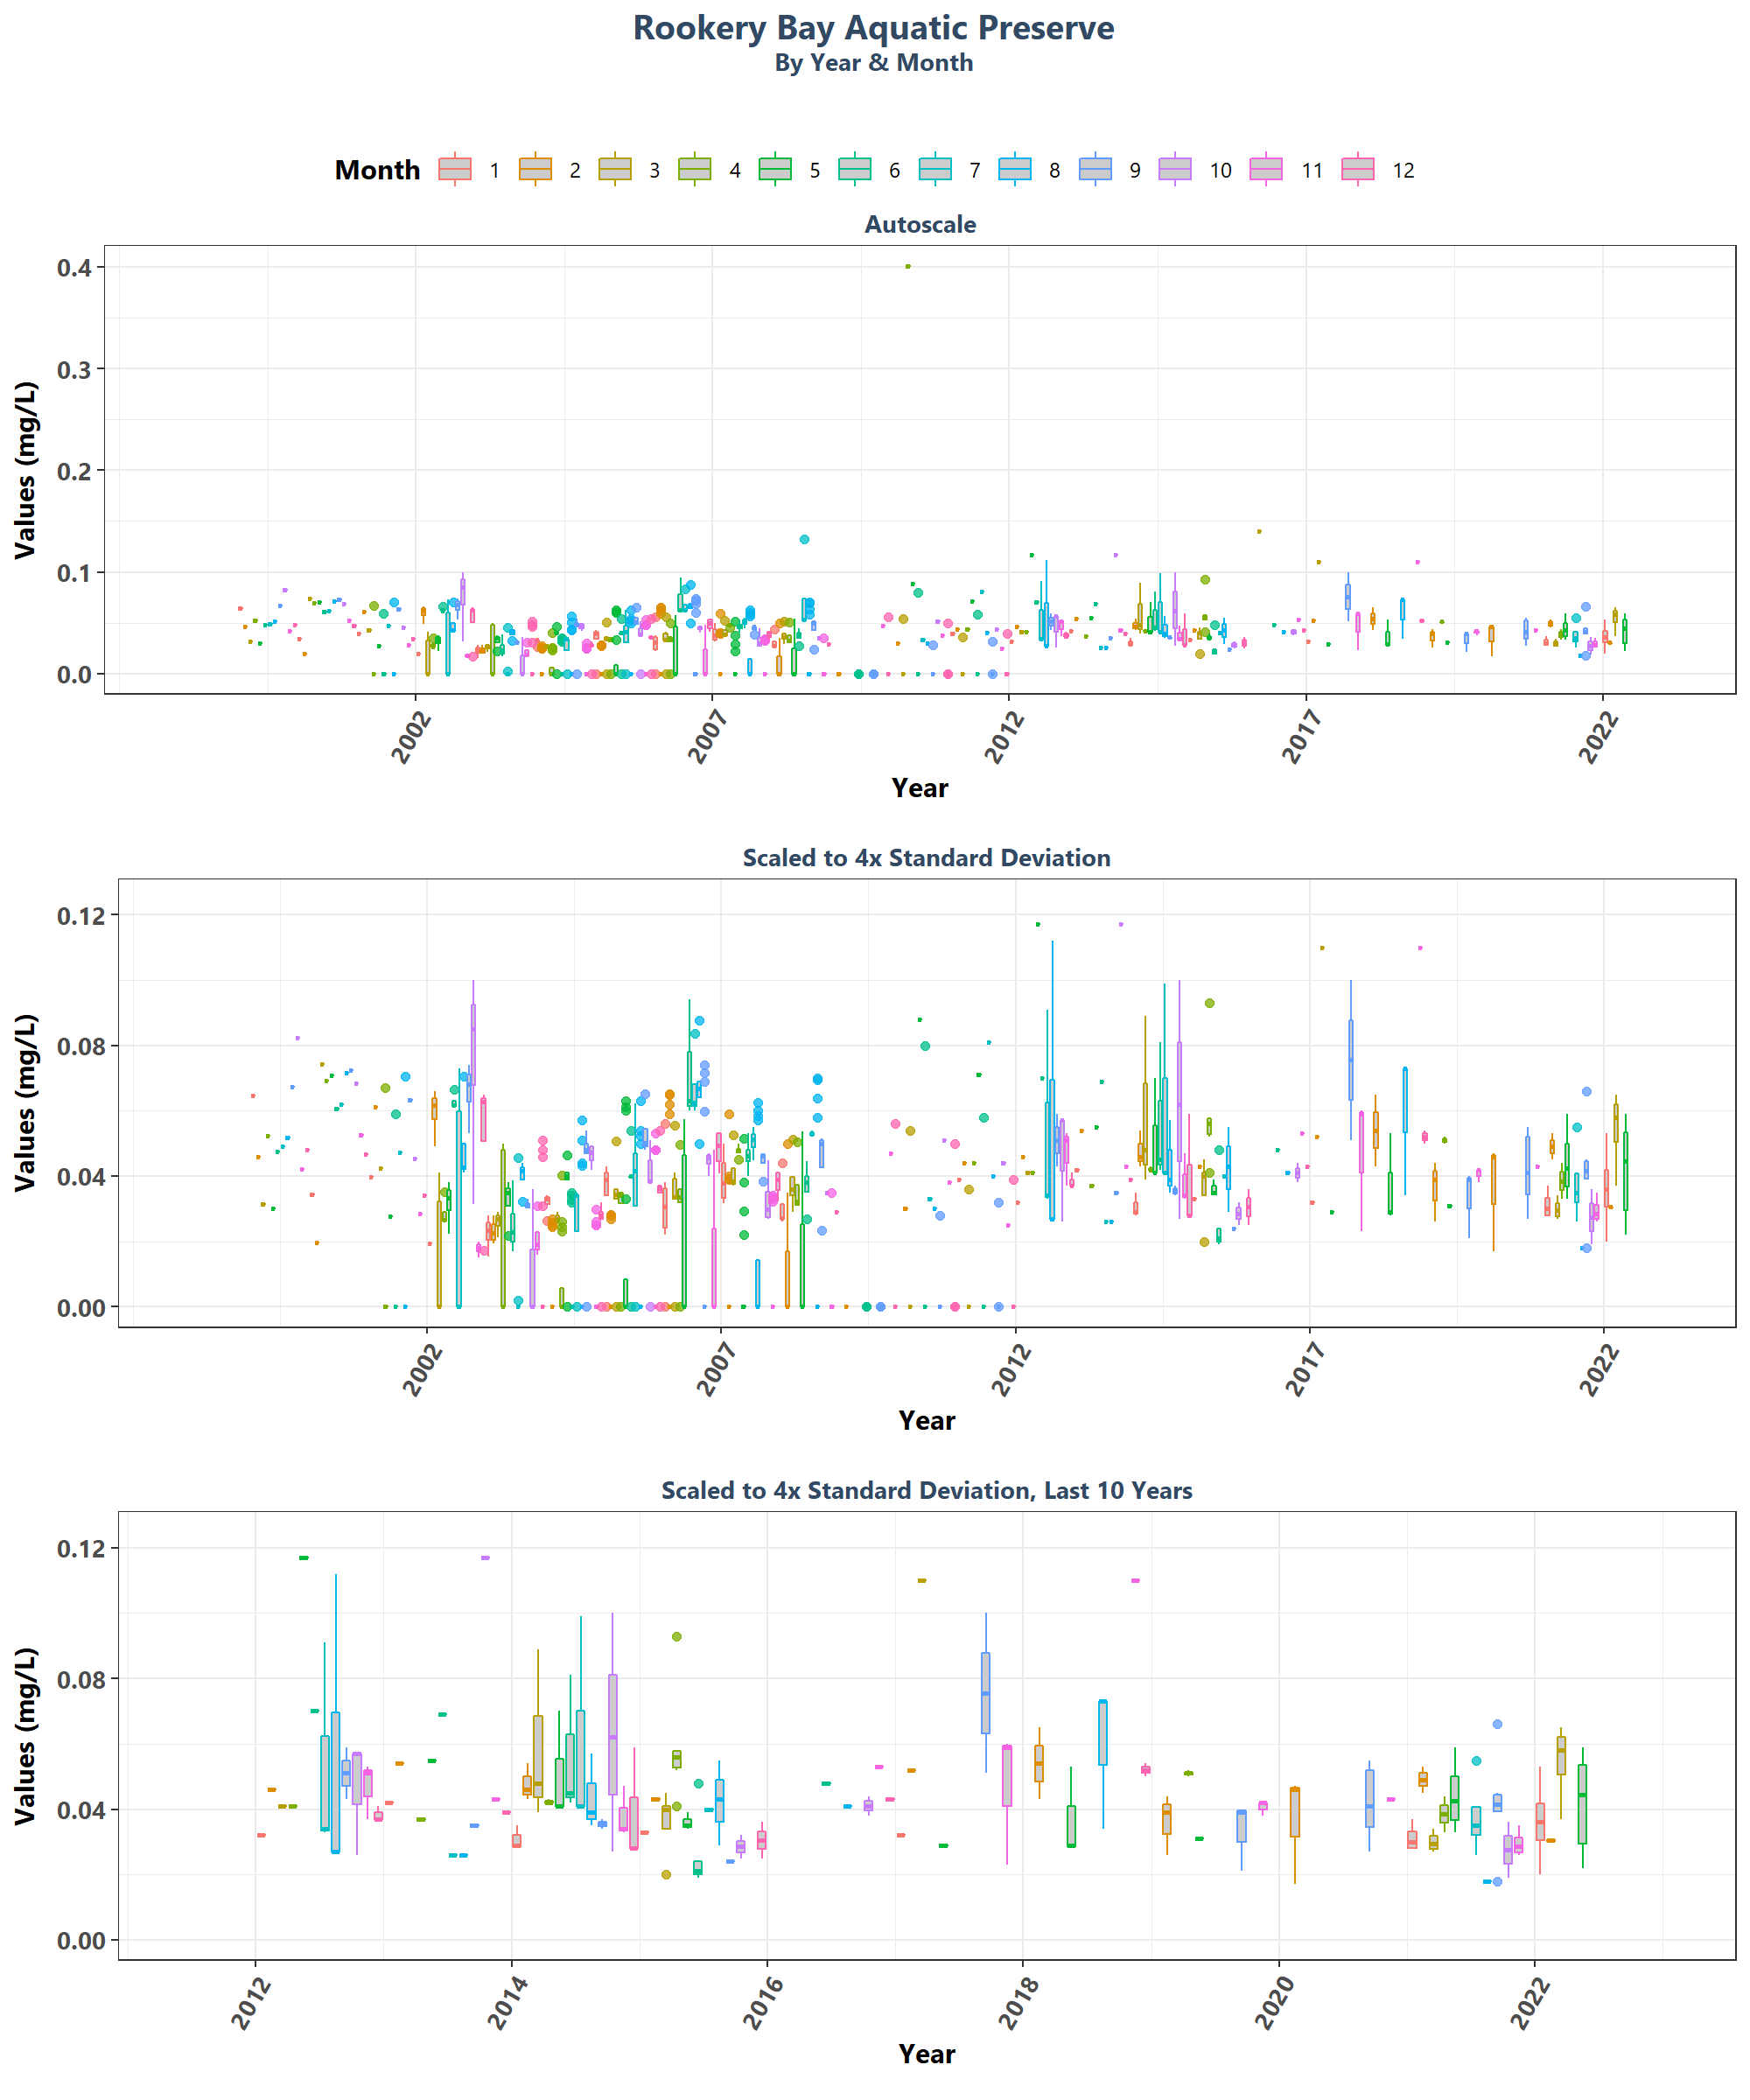 Rookery Bay Aquatic Preserve
By Year & Month
Month 1 2 3 4 5 6 7 8 9 10 11 12
Autoscale
0.4
0.3
0.2
0.1
0.0
Values (mg/L)
2002 2007 2012 2017 2022
Year
Scaled to 4x Standard Deviation
0.12
0.08
0.04
0.00
Values (mg/L)
2002 2007 2012 2017 2022
Year
Scaled to 4x Standard Deviation, Last 10 Years
0.12
0.08
0.04
0.00
Values (mg/L)
2012 2014 2016 2018 2020 2022
Year